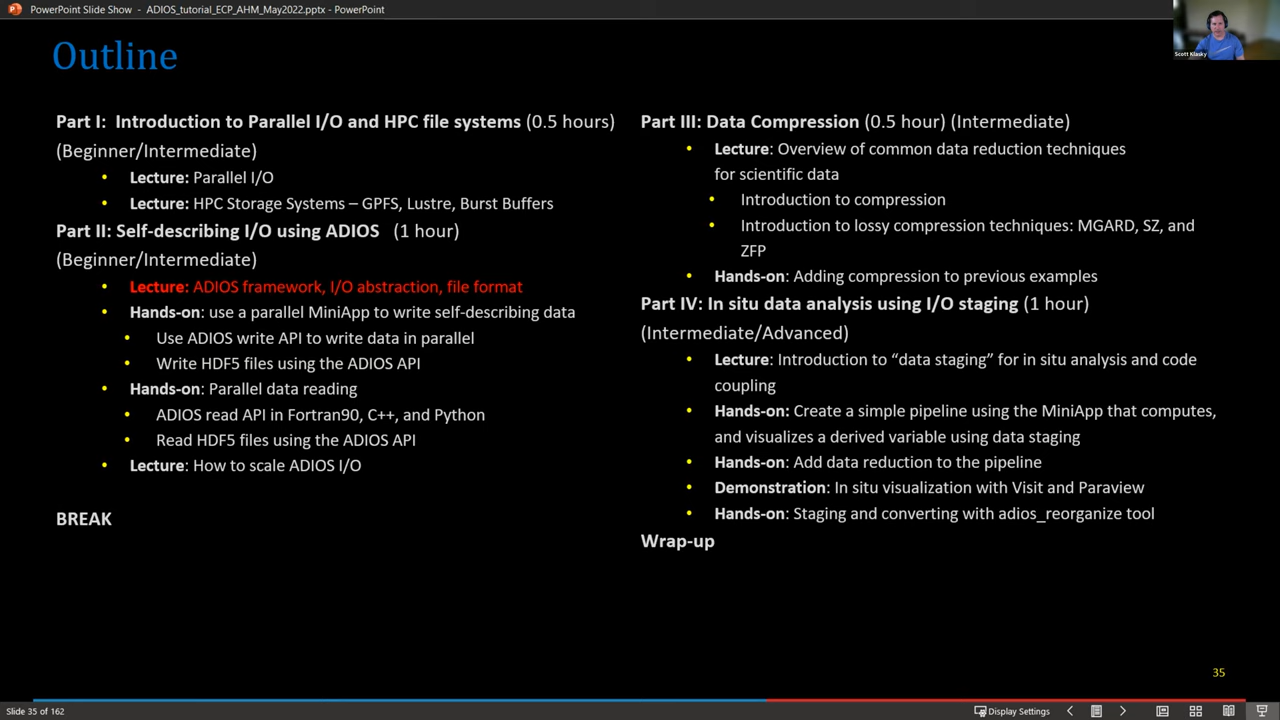 PowerPoint Slide Show - ADIOS_tutorial_ECP_AHM_May2022.pptx - PowerPoint
Scott Klasky
Outline
Part I: Introduction to Parallel I/O and HPC file systems (0.5 hours)
(Beginner/Intermediate)
• Lecture: Parallel I/O
• Lecture: HPC Storage Systems – GPFS, Lustre, Burst Buffers
Part II: Self-describing I/O using ADIOS (1 hour)
(Beginner/Intermediate)
• Lecture: ADIOS framework, I/O abstraction, file format
• Hands-on: use a parallel MiniApp to write self-describing data
• Use ADIOS write API to write data in parallel
• Write HDF5 files using the ADIOS API
• Hands-on: Parallel data reading
• ADIOS read API in Fortran90, C++, and Python
• Read HDF5 files using the ADIOS API
• Lecture: How to scale ADIOS I/O
BREAK
Part III: Data Compression (0.5 hour) (Intermediate)
• Lecture: Overview of common data reduction techniques
for scientific data
• Introduction to compression
• Introduction to lossy compression techniques: MGARD, SZ, and
ZFP
• Hands-on: Adding compression to previous examples
Part IV: In situ data analysis using I/O staging (1 hour)
(Intermediate/Advanced)
• Lecture: Introduction to “data staging” for in situ analysis and code
coupling
• Hands-on: Create a simple pipeline using the MiniApp that computes,
and visualizes a derived variable using data staging
• Hands-on: Add data reduction to the pipeline
• Demonstration: In situ visualization with Visit and Paraview
• Hands-on: Staging and converting with adios_reorganize tool
Wrap-up
35
Slide 35 of 162
Display Settings